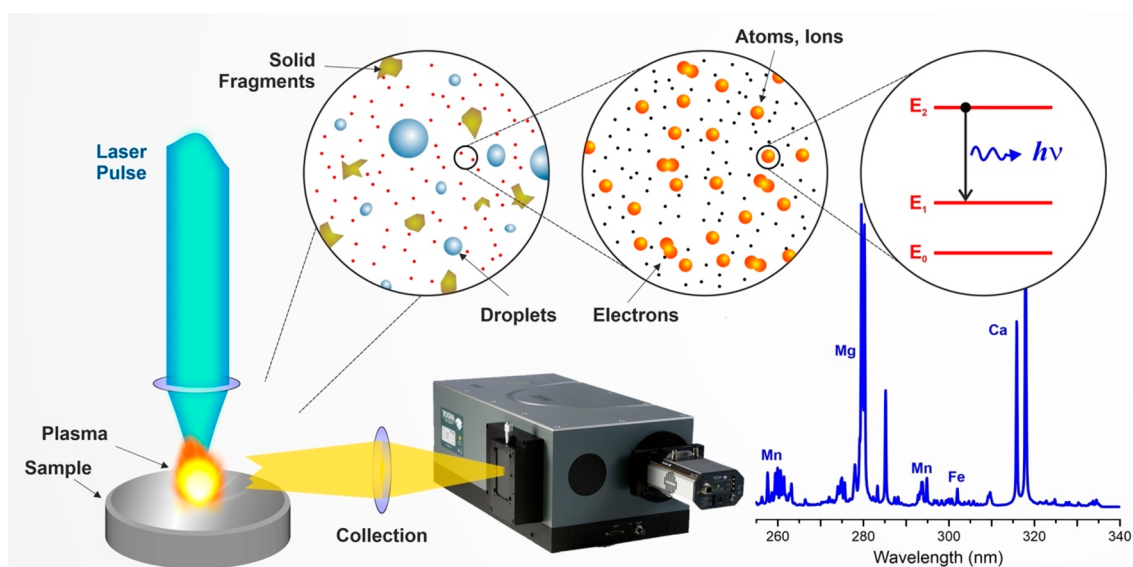 Solid
Fragments
Atoms, Ions
E2
hν
E1
E0
Laser
Pulse
Droplets
Electrons
Plasma
Sample
Collection
Mg
Ca
Mn
Mn
Fe
260
280
300
320
340
Wavelength (nm)